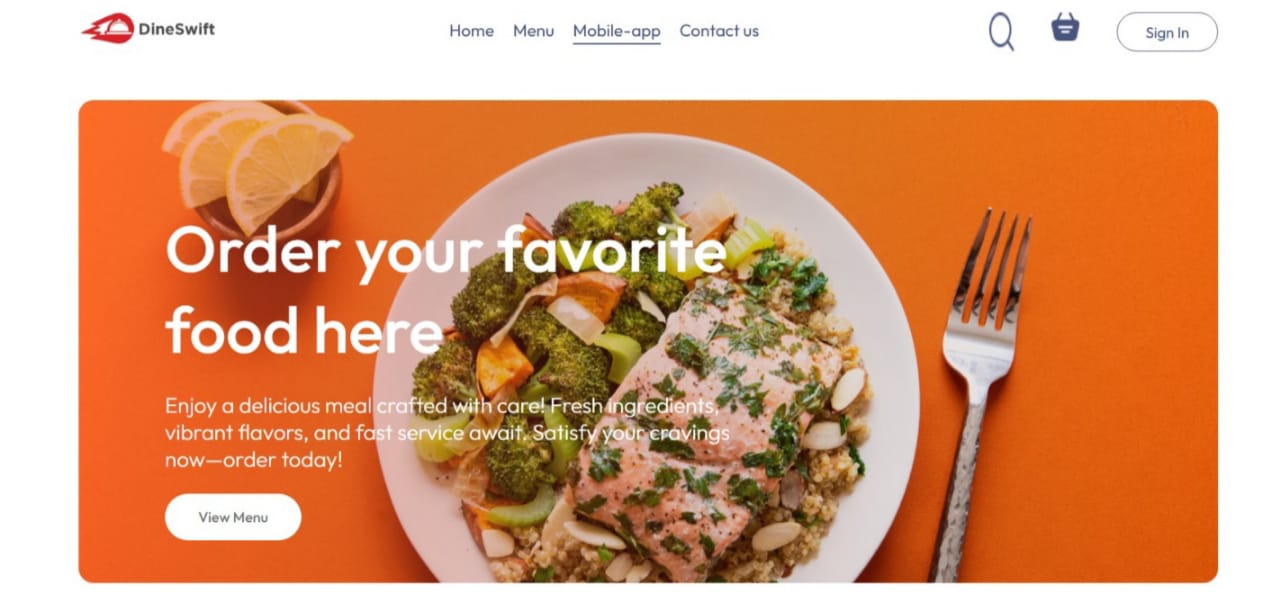 DineSwift
Home Menu Mobile-app Contact us
Sign In
Order your favorite
food here
Enjoy a delicious meal crafted with care! Fresh ingredients,
vibrant flavors, and fast service await. Satisfy your cravings
now—order today!
View Menu